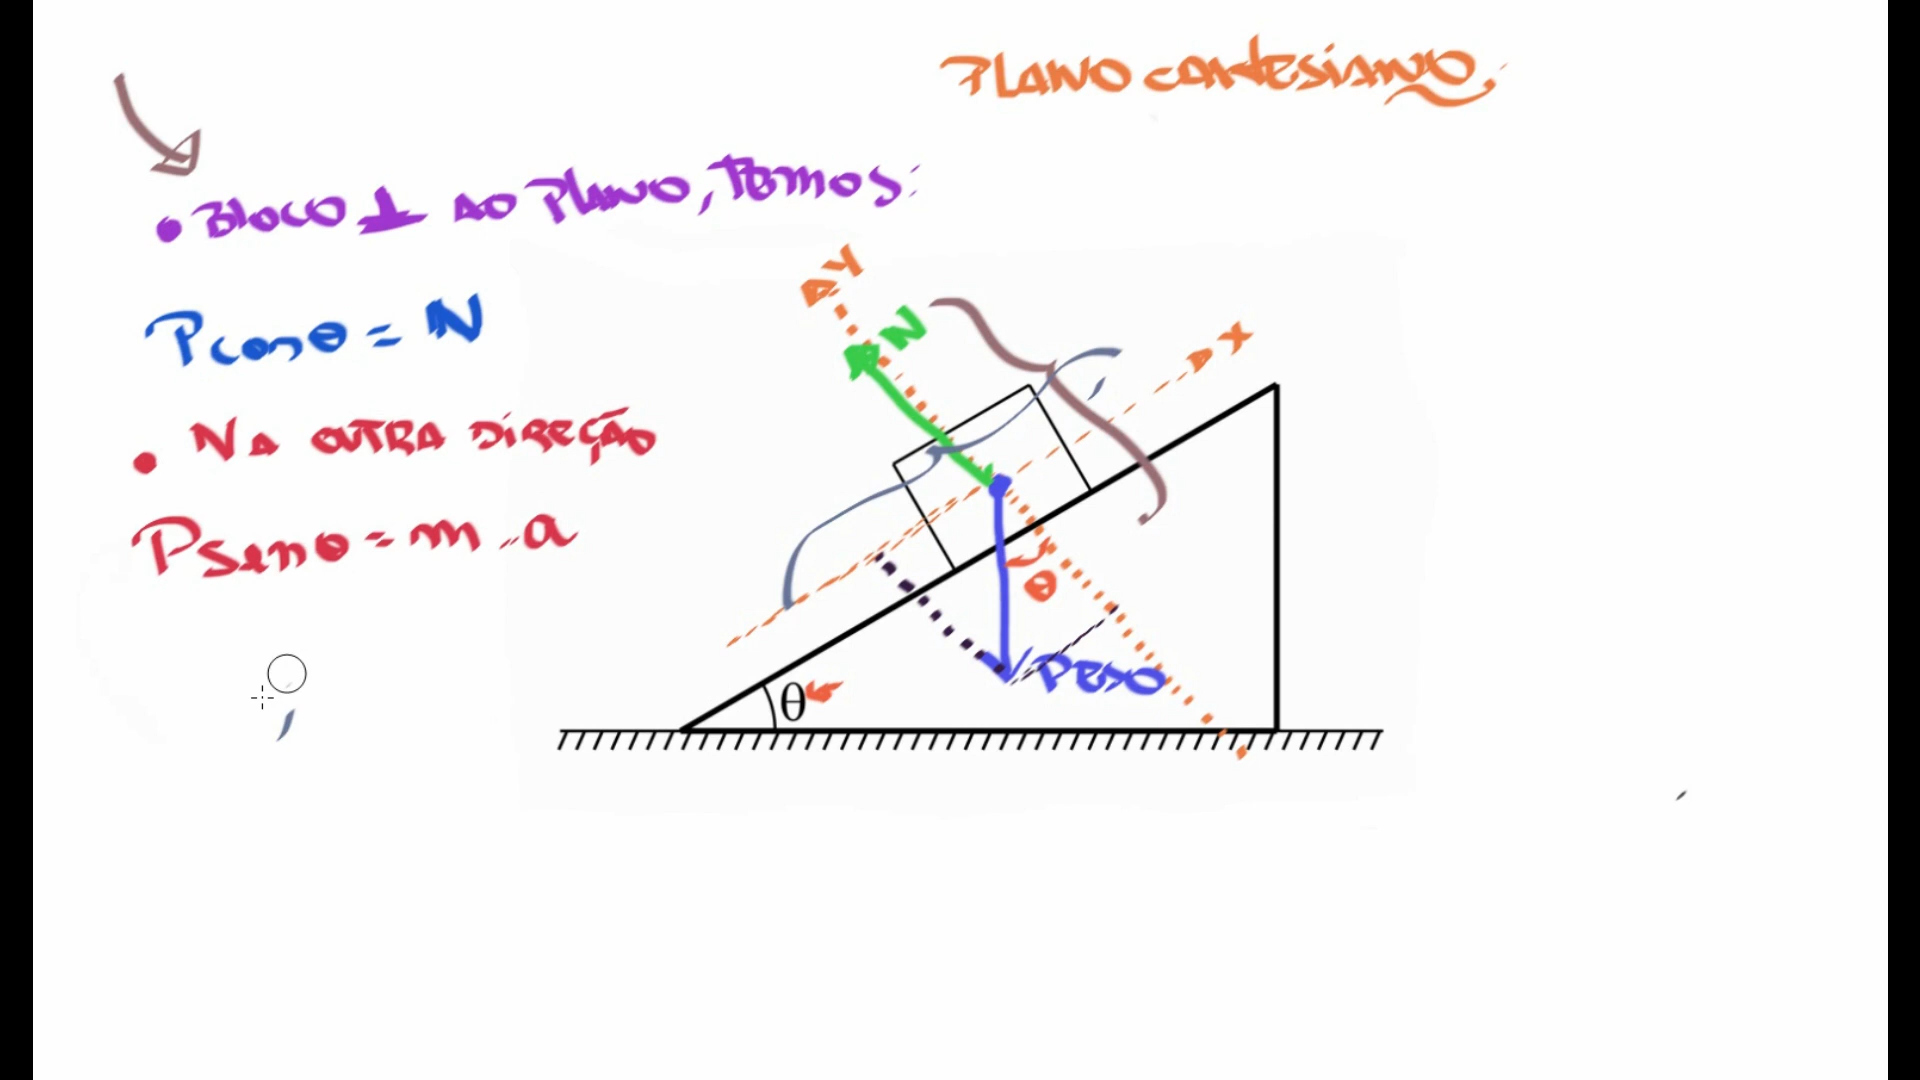 PLANO CARTESIANO.
• BLOCO ⊥ AO PLANO, TEMOS:
Pcosθ = N
• NA OUTRA DIREÇÃO
Psenθ = m.a
Y
N
X
θ
PESO
θ